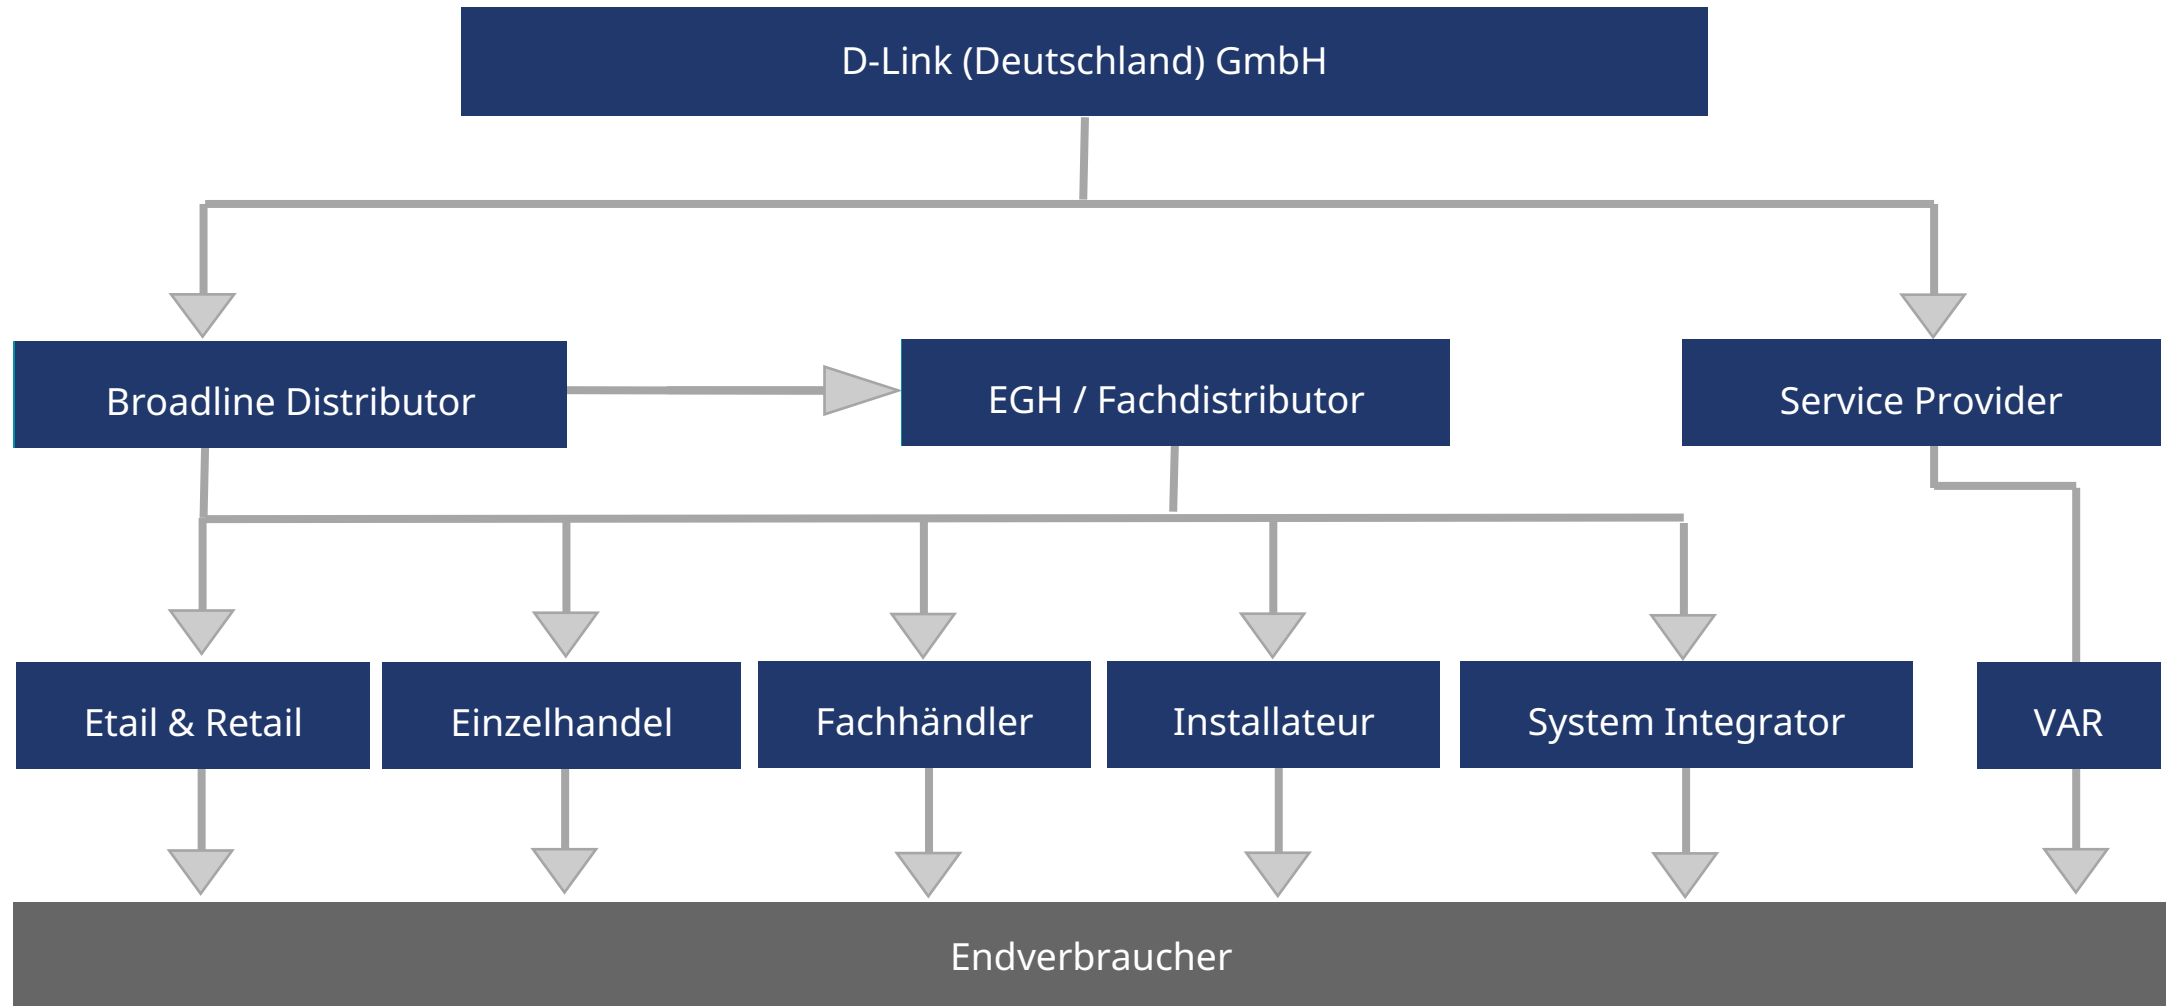 D-Link (Deutschland) GmbH
Broadline Distributor
EGH / Fachdistributor
Service Provider
Etail & Retail
Einzelhandel
Fachhändler
Installateur
System Integrator
VAR
Endverbraucher